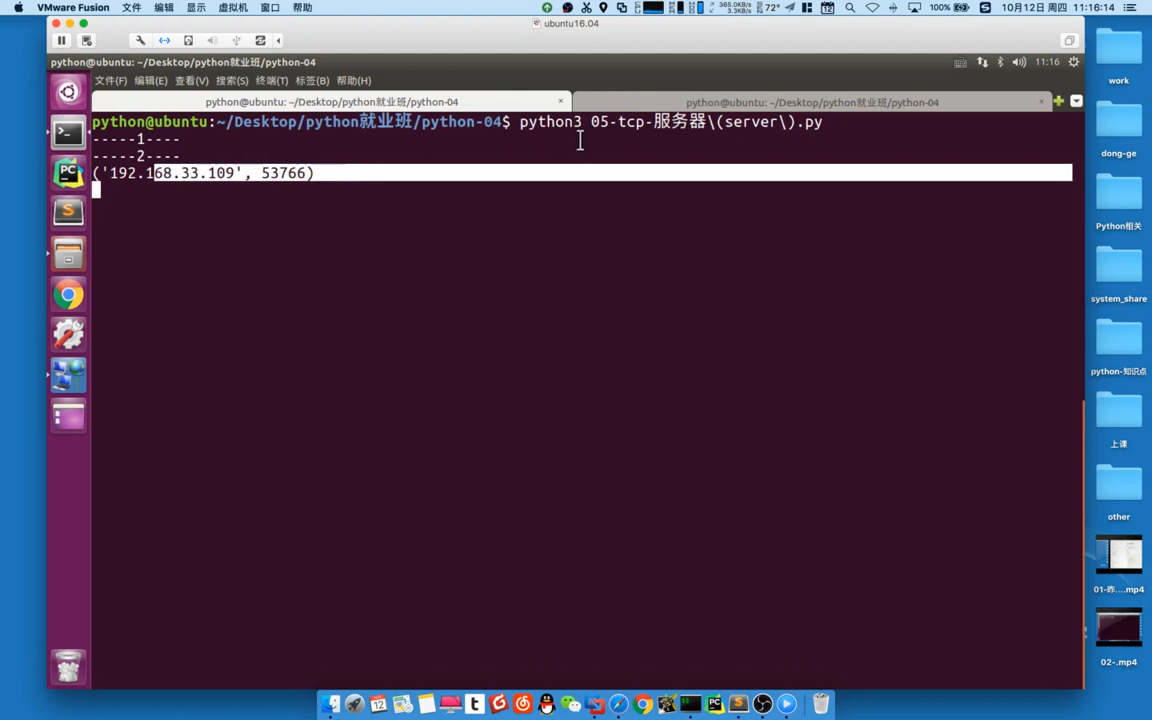 VMware Fusion 文件 编辑 显示 虚拟机 窗口 帮助 365.0KB/s 3.3KB/s 72° 100% 10月12日 周四 11:16:14
ubuntu16.04
python@ubuntu: ~/Desktop/python就业班/python-04 11:16
文件(F) 编辑(E) 查看(V) 搜索(S) 终端(T) 标签(B) 帮助(H)
python@ubuntu: ~/Desktop/python就业班/python-04 × python@ubuntu: ~/Desktop/python就业班/python-04 ×
python@ubuntu:~/Desktop/python就业班/python-04$ python3 05-tcp-服务器\(server\).py
-----1----
-----2----
('192.168.33.109', 53766)
work
dong-ge
Python相关
system_share
python-知识点
上课
other
01-昨....mp4
02-.mp4